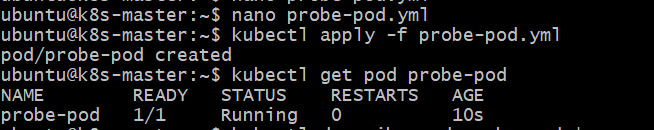 ubuntu@k8s-master:~$ nano probe-pod.yml
ubuntu@k8s-master:~$ kubectl apply -f probe-pod.yml
pod/probe-pod created
ubuntu@k8s-master:~$ kubectl get pod probe-pod
NAME READY STATUS RESTARTS AGE
probe-pod 1/1 Running 0 10s